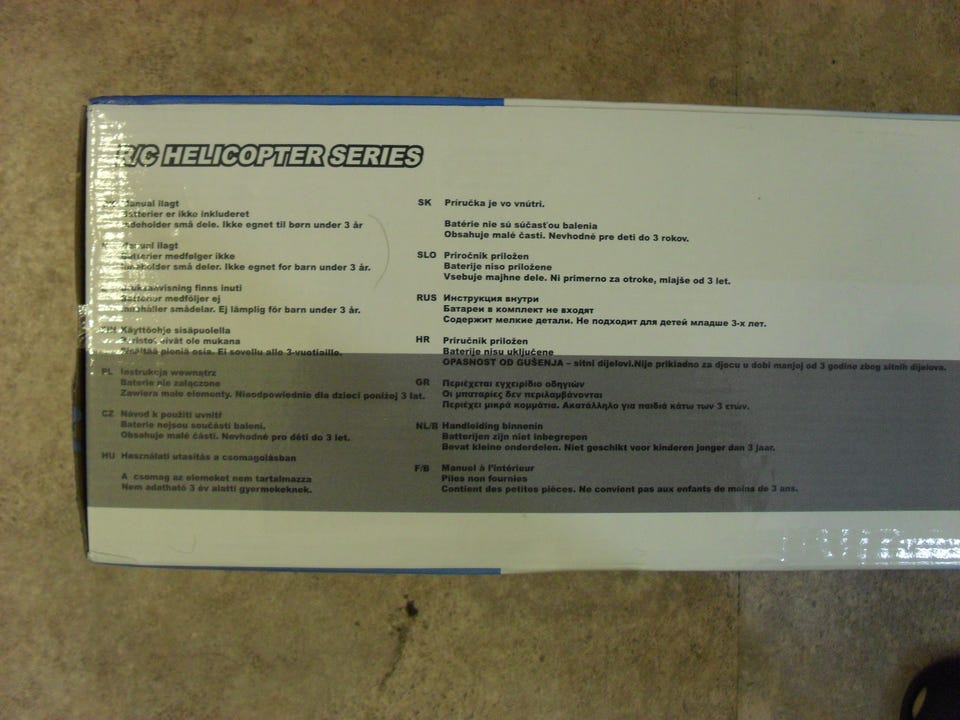 R/C HELICOPTER SERIES
Manual ilagt
Batterier er ikke inkluderet
Indeholder små dele. Ikke egnet til børn under 3 år
Manual ilagt
Batterier medfølger ikke
Inneholder små deler. Ikke egnet for barn under 3 år.
Bruksanvisning finns inuti
Batterier medföljer ej
Innehåller smådelar. Ej lämplig för barn under 3 år.
Käyttöohje sisäpuolella
Paristot eivät ole mukana
Sisältää pieniä osia. Ei sovellu alle 3-vuotiaille.
PL Instrukcja wewnątrz
Baterie nie załączone
Zawiera małe elementy. Nieodpowiednie dla dzieci poniżej 3 lat.
CZ Návod k použití uvnitř
Baterie nejsou součástí balení.
Obsahuje malé části. Nevhodné pro děti do 3 let.
HU Használati utasítás a csomagolásban
A csomag az elemeket nem tartalmazza
Nem adatható 3 év alatti gyermekeknek.
SK Príručka je vo vnútri.
Batérie nie sú súčasťou balenia
Obsahuje malé časti. Nevhodné pre deti do 3 rokov.
SLO Priročnik priložen
Baterije niso priložene
Vsebuje majhne dele. Ni primerno za otroke, mlajše od 3 let.
RUS Инструкция внутри
Батареи в комплект не входят
Содержит мелкие детали. Не подходит для детей младше 3-х лет.
HR Priručnik priložen
Baterije nisu uključene
OPASNOST OD GUŠENJA – sitni dijelovi.Nije prikladno za djecu u dobi manjoj od 3 godine zbog sitnih dijelova.
GR Περιέχεται εγχειρίδιο οδηγιών
Οι μπαταρίες δεν περιλαμβάνονται
Περιέχει μικρά κομμάτια. Ακατάλληλο για παιδιά κάτω των 3 ετών.
NL/B Handleiding binnenin
Batterijen zijn niet inbegrepen
Bevat kleine onderdelen. Niet geschikt voor kinderen jonger dan 3 jaar.
F/B Manuel à l'intérieur
Piles non fournies
Contient des petites pièces. Ne convient pas aux enfants de moins de 3 ans.